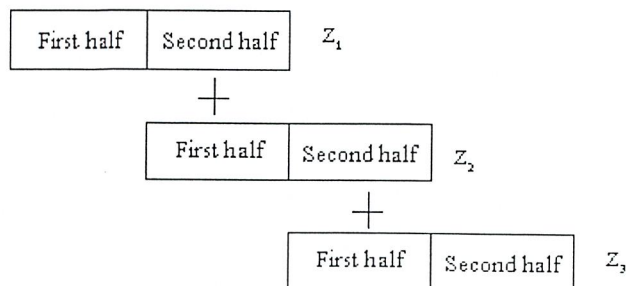 First half Second half Z₁
+
First half Second half Z₂
+
First half Second half Z₃